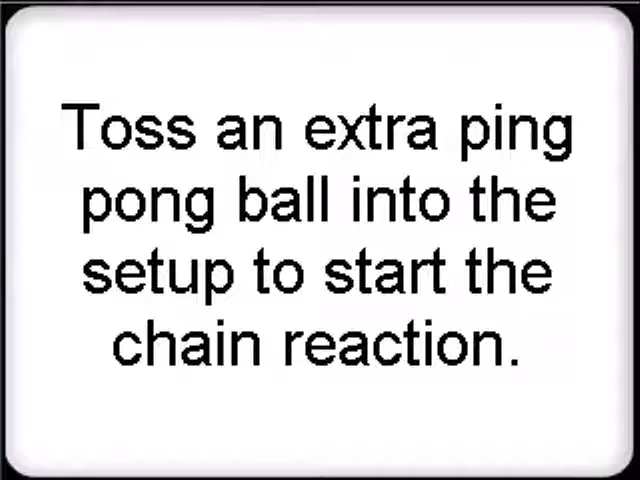 Toss an extra ping
pong ball into the
setup to start the
chain reaction.